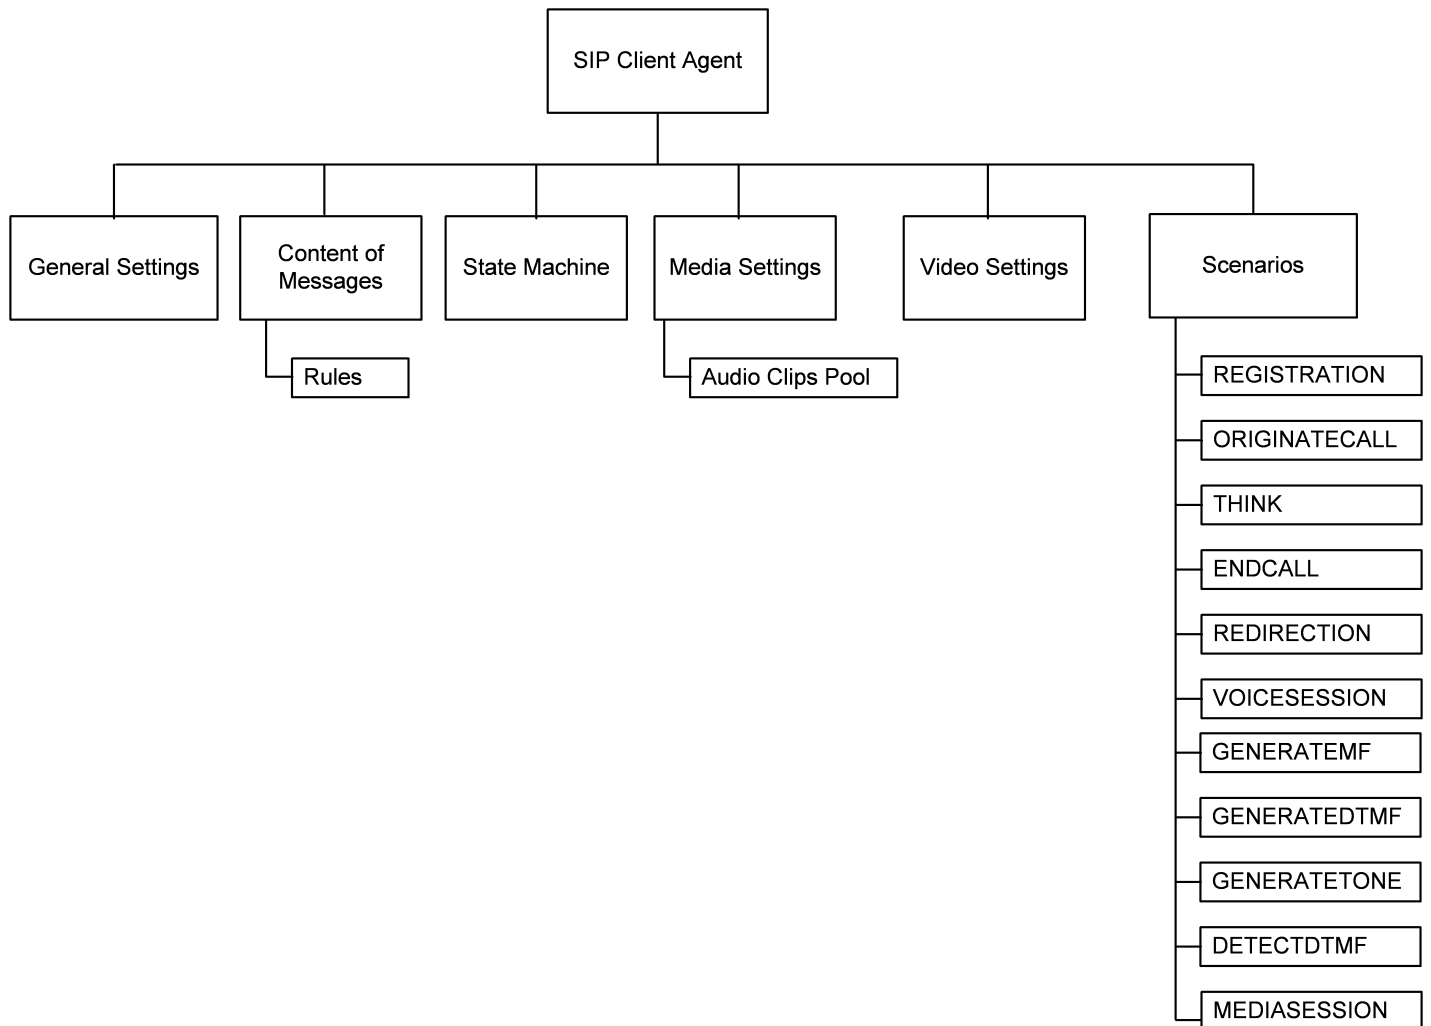 SIP Client Agent
General Settings
Content of
Messages
State Machine
Media Settings
Video Settings
Scenarios
Rules
Audio Clips Pool
REGISTRATION
ORIGINATECALL
THINK
ENDCALL
REDIRECTION
VOICESESSION
GENERATEMF
GENERATEDTMF
GENERATETONE
DETECTDTMF
MEDIASESSION